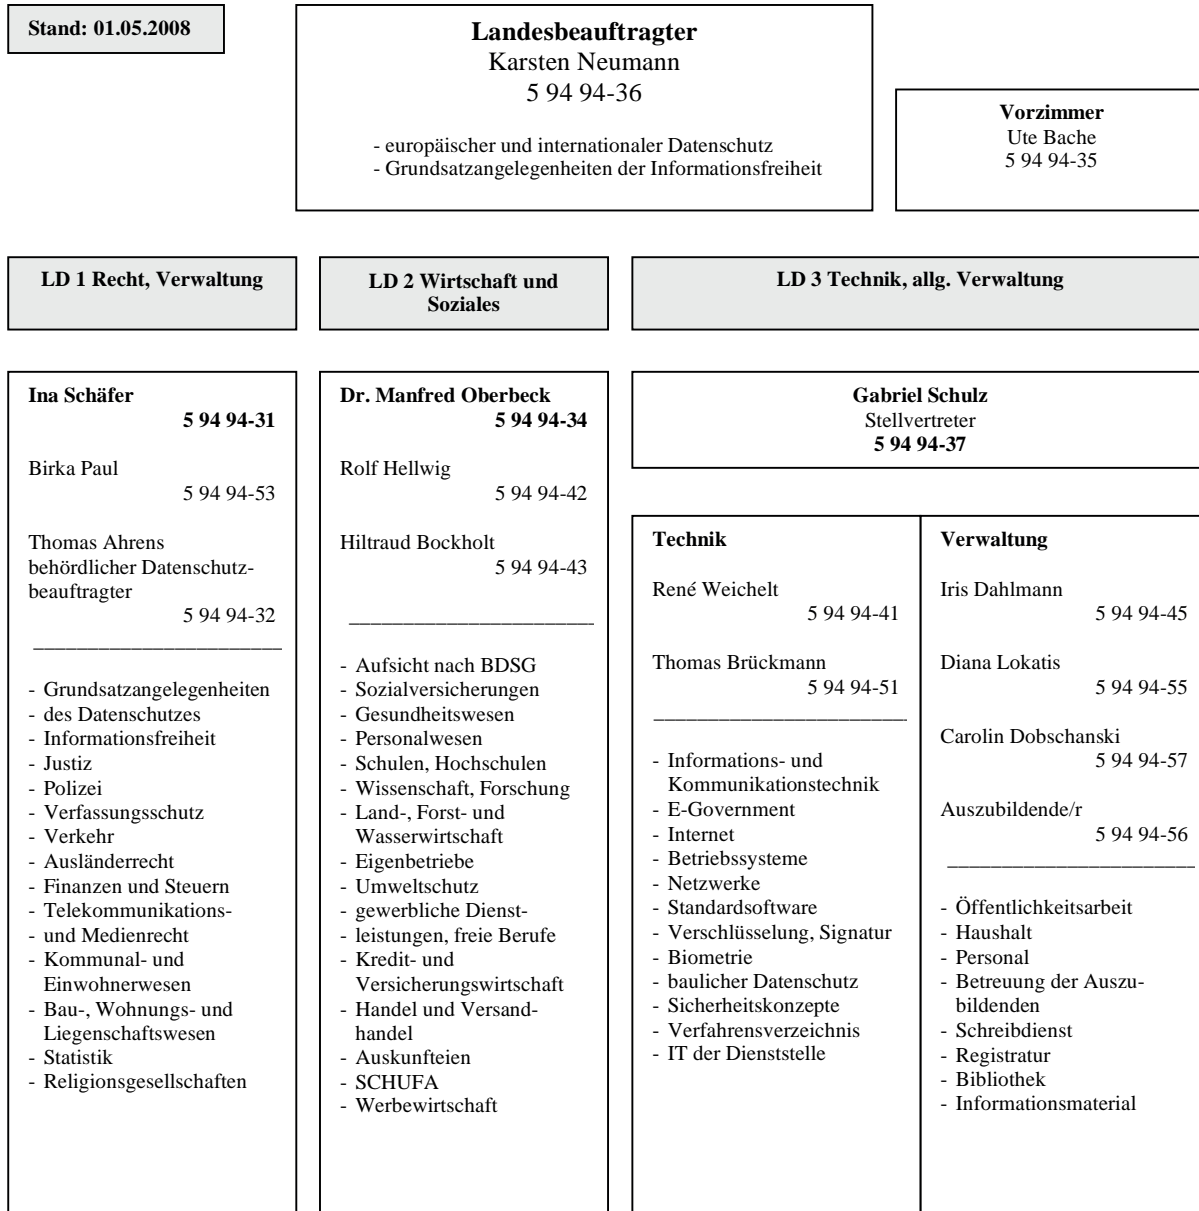 Stand: 01.05.2008
Landesbeauftragter
Karsten Neumann
5 94 94-36
- europäischer und internationaler Datenschutz
- Grundsatzangelegenheiten der Informationsfreiheit
Vorzimmer
Ute Bache
5 94 94-35
LD 1 Recht, Verwaltung
LD 2 Wirtschaft und
Soziales
LD 3 Technik, allg. Verwaltung
Ina Schäfer
5 94 94-31
Birka Paul
5 94 94-53
Thomas Ahrens
behördlicher Datenschutz-
beauftragter
5 94 94-32
- Grundsatzangelegenheiten
- des Datenschutzes
- Informationsfreiheit
- Justiz
- Polizei
- Verfassungsschutz
- Verkehr
- Ausländerrecht
- Finanzen und Steuern
- Telekommunikations-
- und Medienrecht
- Kommunal- und
Einwohnerwesen
- Bau-, Wohnungs- und
Liegenschaftswesen
- Statistik
- Religionsgesellschaften
Dr. Manfred Oberbeck
5 94 94-34
Rolf Hellwig
5 94 94-42
Hiltraud Bockholt
5 94 94-43
- Aufsicht nach BDSG
- Sozialversicherungen
- Gesundheitswesen
- Personalwesen
- Schulen, Hochschulen
- Wissenschaft, Forschung
- Land-, Forst- und
Wasserwirtschaft
- Eigenbetriebe
- Umweltschutz
- gewerbliche Dienst-
- leistungen, freie Berufe
- Kredit- und
Versicherungswirtschaft
- Handel und Versand-
handel
- Auskunfteien
- SCHUFA
- Werbewirtschaft
Gabriel Schulz
Stellvertreter
5 94 94-37
Technik
René Weichelt
5 94 94-41
Thomas Brückmann
5 94 94-51
- Informations- und
Kommunikationstechnik
- E-Government
- Internet
- Betriebssysteme
- Netzwerke
- Standardsoftware
- Verschlüsselung, Signatur
- Biometrie
- baulicher Datenschutz
- Sicherheitskonzepte
- Verfahrensverzeichnis
- IT der Dienststelle
Verwaltung
Iris Dahlmann
5 94 94-45
Diana Lokatis
5 94 94-55
Carolin Dobschanski
5 94 94-57
Auszubildende/r
5 94 94-56
- Öffentlichkeitsarbeit
- Haushalt
- Personal
- Betreuung der Auszu-
bildenden
- Schreibdienst
- Registratur
- Bibliothek
- Informationsmaterial